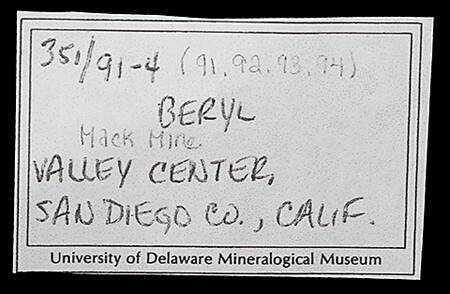 351/91-4 (91, 92, 93, 94)
BERYL
Mack Mine
VALLEY CENTER,
SAN DIEGO CO., CALIF.
University of Delaware Mineralogical Museum